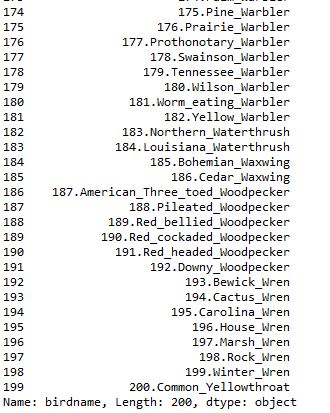 174 175.Pine_Warbler
175 176.Prairie_Warbler
176 177.Prothonotary_Warbler
177 178.Swainson_Warbler
178 179.Tennessee_Warbler
179 180.Wilson_Warbler
180 181.Worm_eating_Warbler
181 182.Yellow_Warbler
182 183.Northern_Waterthrush
183 184.Louisiana_Waterthrush
184 185.Bohemian_Waxwing
185 186.Cedar_Waxwing
186 187.American_Three_toed_Woodpecker
187 188.Pileated_Woodpecker
188 189.Red_bellied_Woodpecker
189 190.Red_cockaded_Woodpecker
190 191.Red_headed_Woodpecker
191 192.Downy_Woodpecker
192 193.Bewick_Wren
193 194.Cactus_Wren
194 195.Carolina_Wren
195 196.House_Wren
196 197.Marsh_Wren
197 198.Rock_Wren
198 199.Winter_Wren
199 200.Common_Yellowthroat
Name: birdname, Length: 200, dtype: object